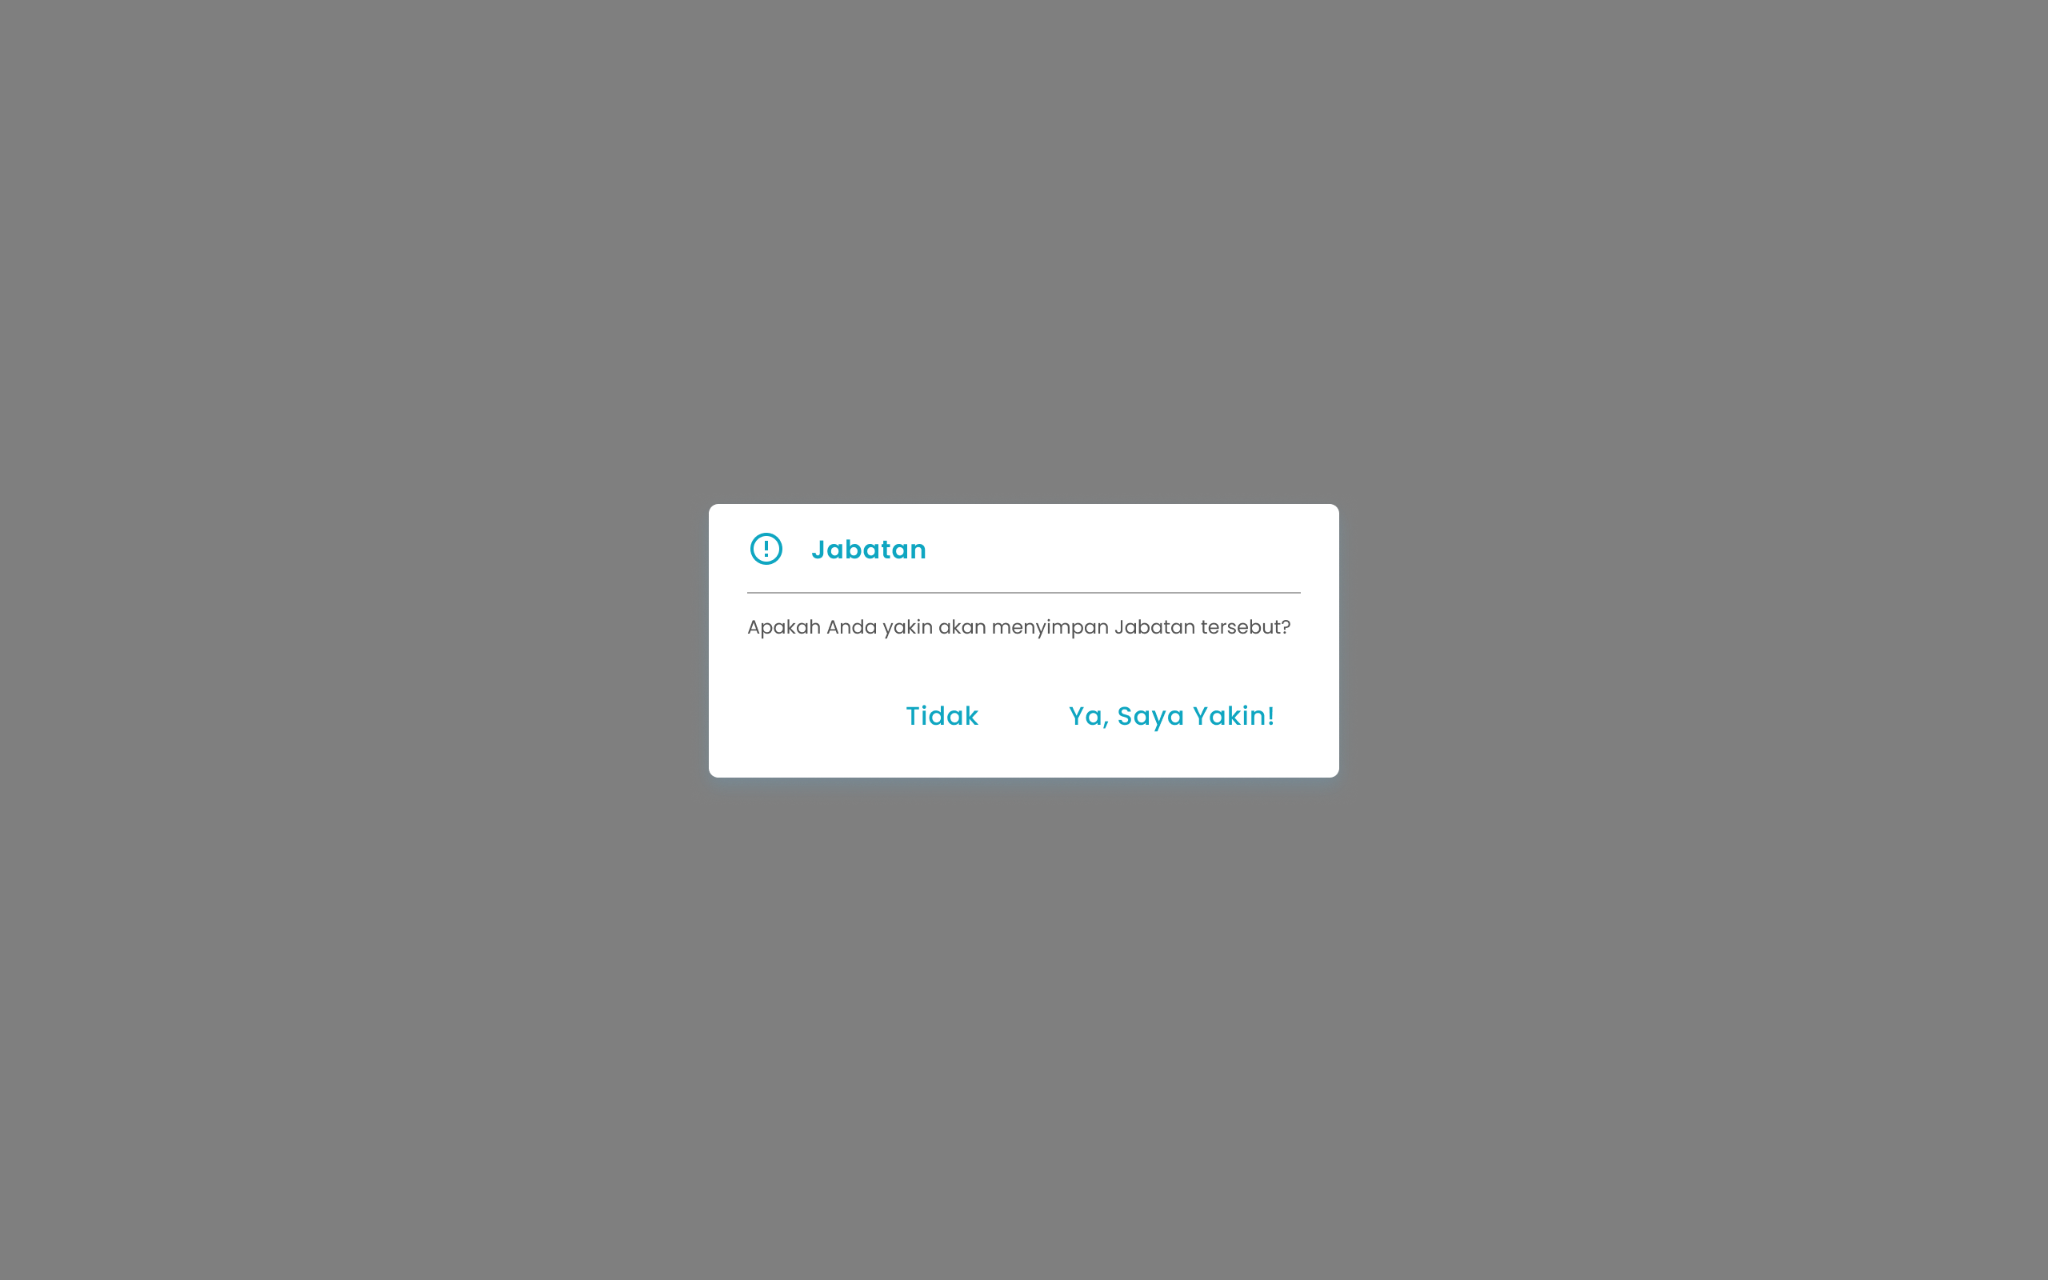 Jabatan
Apakah Anda yakin akan menyimpan Jabatan tersebut?
Tidak
Ya, Saya Yakin!